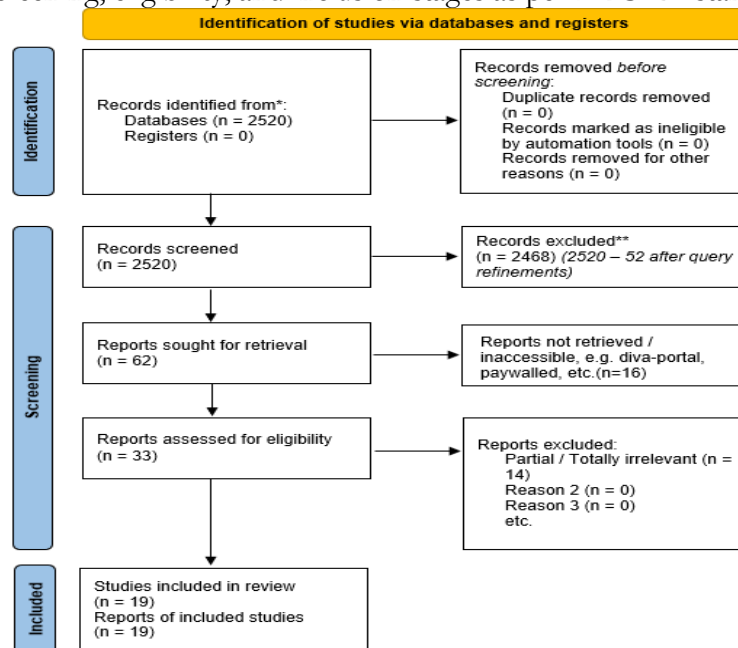 Identification of studies via databases and registers
Identification
Records identified from*:
Databases (n = 2520)
Registers (n = 0)
Records removed before
screening:
Duplicate records removed
(n = 0)
Records marked as ineligible
by automation tools (n = 0)
Records removed for other
reasons (n = 0)
Screening
Records screened
(n = 2520)
Records excluded**
(n = 2468) (2520 – 52 after query
refinements)
Reports sought for retrieval
(n = 62)
Reports not retrieved /
inaccessible, e.g. diva-portal,
paywalled, etc.(n=16)
Reports assessed for eligibility
(n = 33)
Reports excluded:
Partial / Totally irrelevant (n =
14)
Reason 2 (n = 0)
Reason 3 (n = 0)
etc.
Included
Studies included in review
(n = 19)
Reports of included studies
(n = 19)